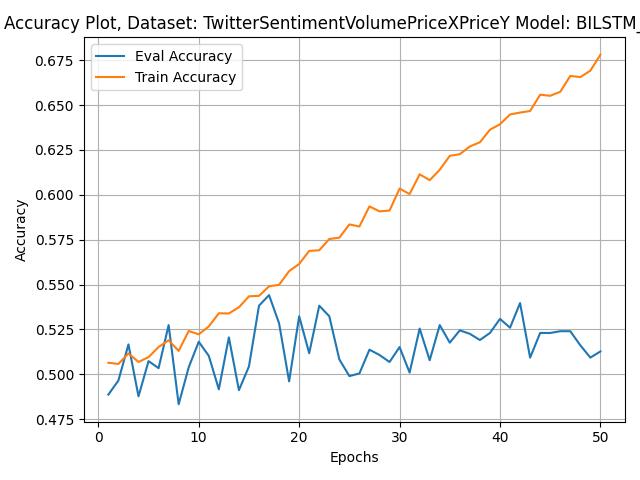 Accuracy Plot, Dataset: TwitterSentimentVolumePriceXPriceY Model: BILSTM_
Eval Accuracy
Train Accuracy
0.675
0.650
0.625
0.600
0.575
0.550
0.525
0.500
0.475
Accuracy
0 10 20 30 40 50
Epochs